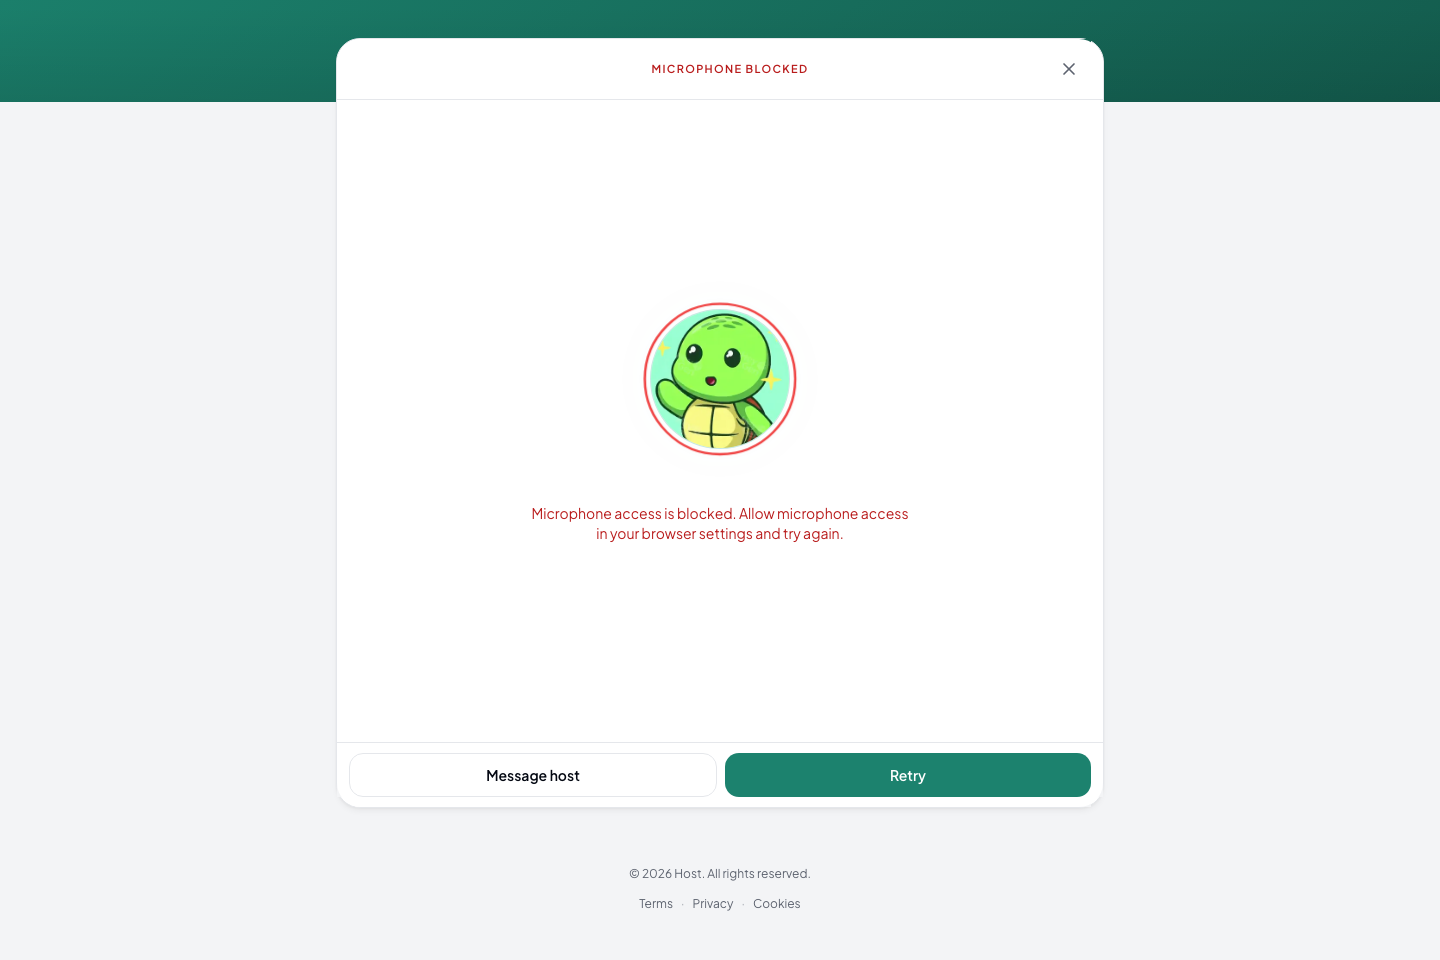 MICROPHONE BLOCKED
Microphone access is blocked. Allow microphone access
in your browser settings and try again.
Message host
Retry
© 2026 Host. All rights reserved.
Terms · Privacy · Cookies